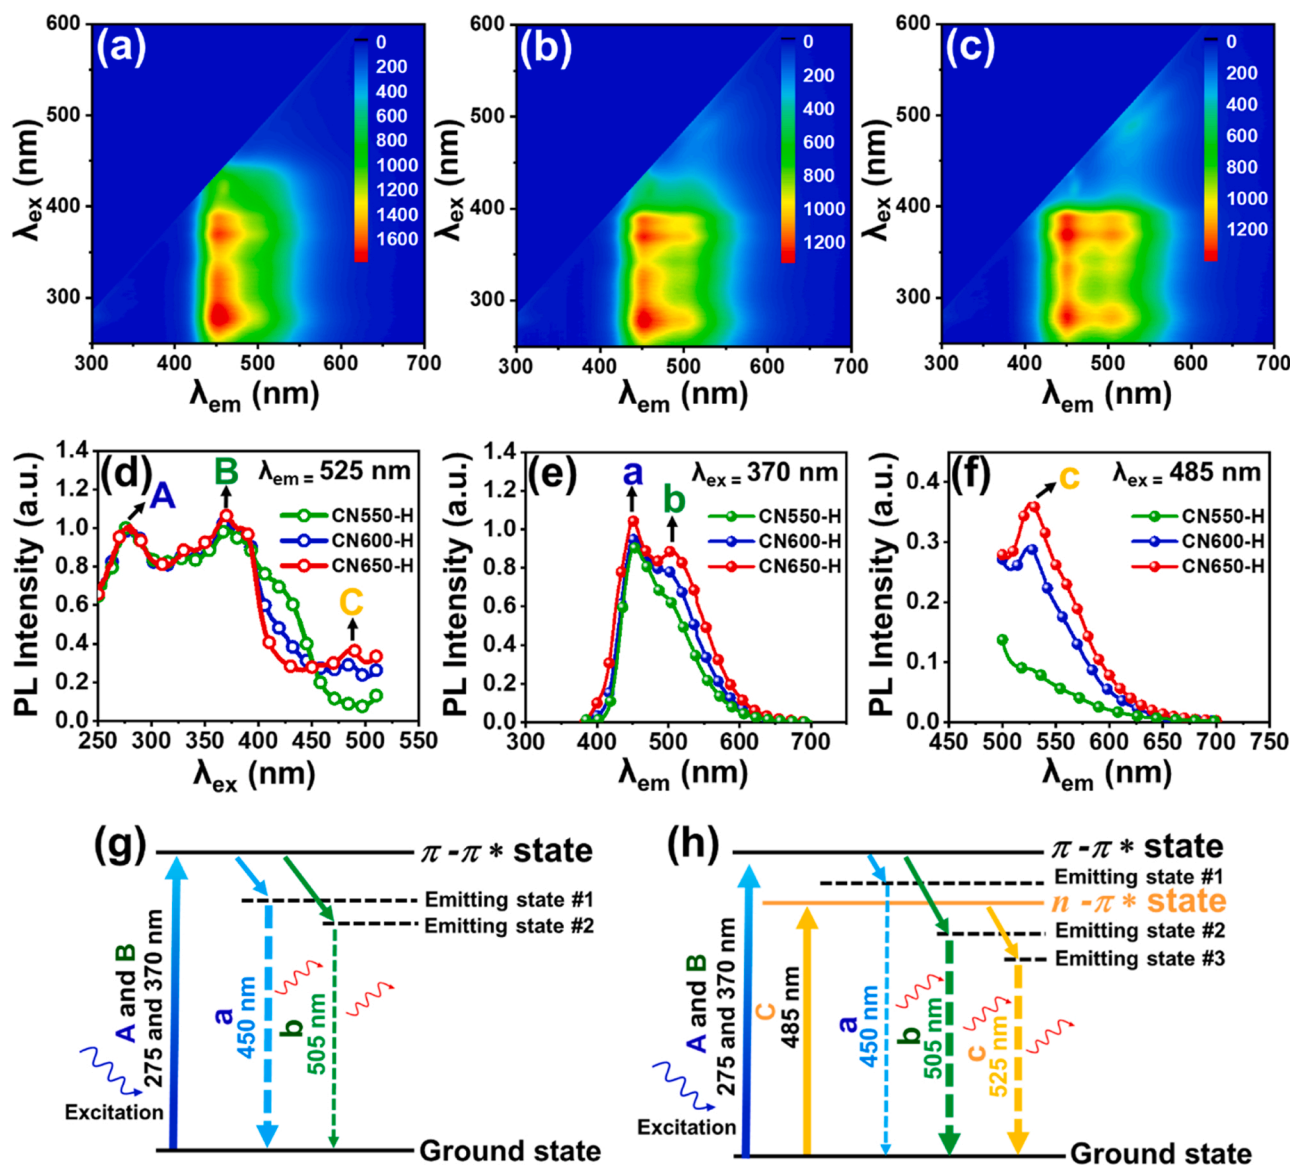 (a)
600
500
400
300
λex (nm)
0
200
400
600
800
1000
1200
1400
1600
300 400 500 600 700
λem (nm)
(b)
600
500
400
300
λex (nm)
0
200
400
600
800
1000
1200
300 400 500 600 700
λem (nm)
(c)
600
500
400
300
λex (nm)
0
200
400
600
800
1000
1200
300 400 500 600 700
λem (nm)
(d)
λem = 525 nm
A
B
C
CN550-H
CN600-H
CN650-H
PL Intensity (a.u.)
1.4
1.2
1.0
0.8
0.6
0.4
0.2
0.0
250 300 350 400 450 500 550
λex (nm)
(e)
λex = 370 nm
a
b
CN550-H
CN600-H
CN650-H
PL Intensity (a.u.)
1.4
1.2
1.0
0.8
0.6
0.4
0.2
0.0
300 400 500 600 700
λem (nm)
(f)
λex = 485 nm
c
CN550-H
CN600-H
CN650-H
PL Intensity (a.u.)
0.4
0.3
0.2
0.1
0.0
450 500 550 600 650 700 750
λem (nm)
(g)
π -π * state
Emitting state #1
Emitting state #2
A and B
275 and 370 nm
a
450 nm
b
505 nm
Excitation
Ground state
(h)
π -π * state
Emitting state #1
n -π * state
Emitting state #2
Emitting state #3
A and B
275 and 370 nm
C
485 nm
a
450 nm
b
505 nm
c
525 nm
Excitation
Ground state